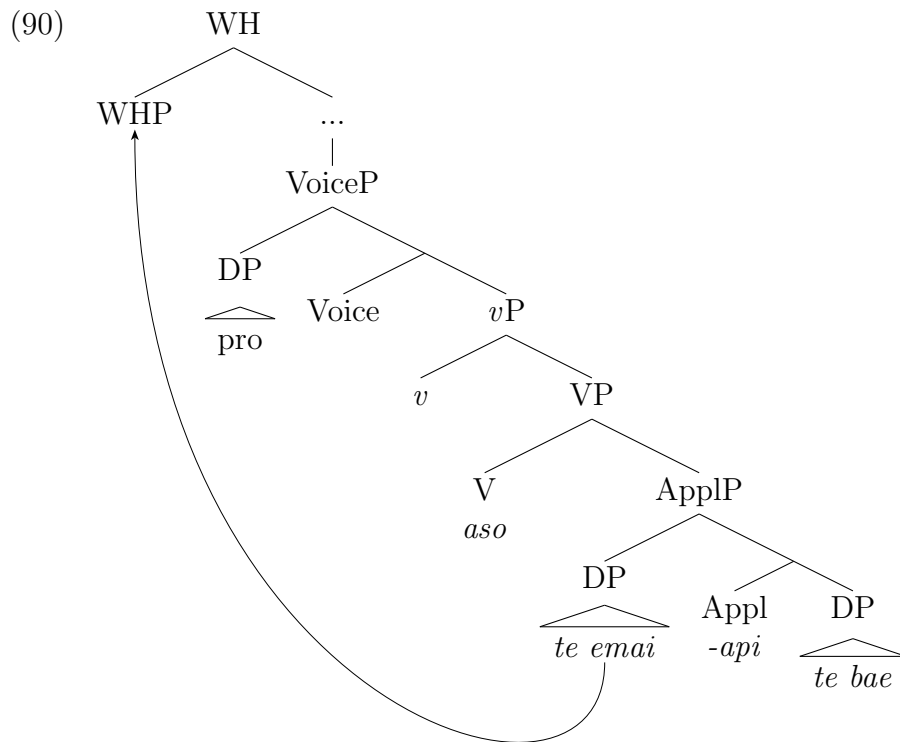 (90) WH
WHP ...
VoiceP
DP
pro Voice vP
v VP
V ApplP
aso
DP
te emai Appl DP
-api te bae